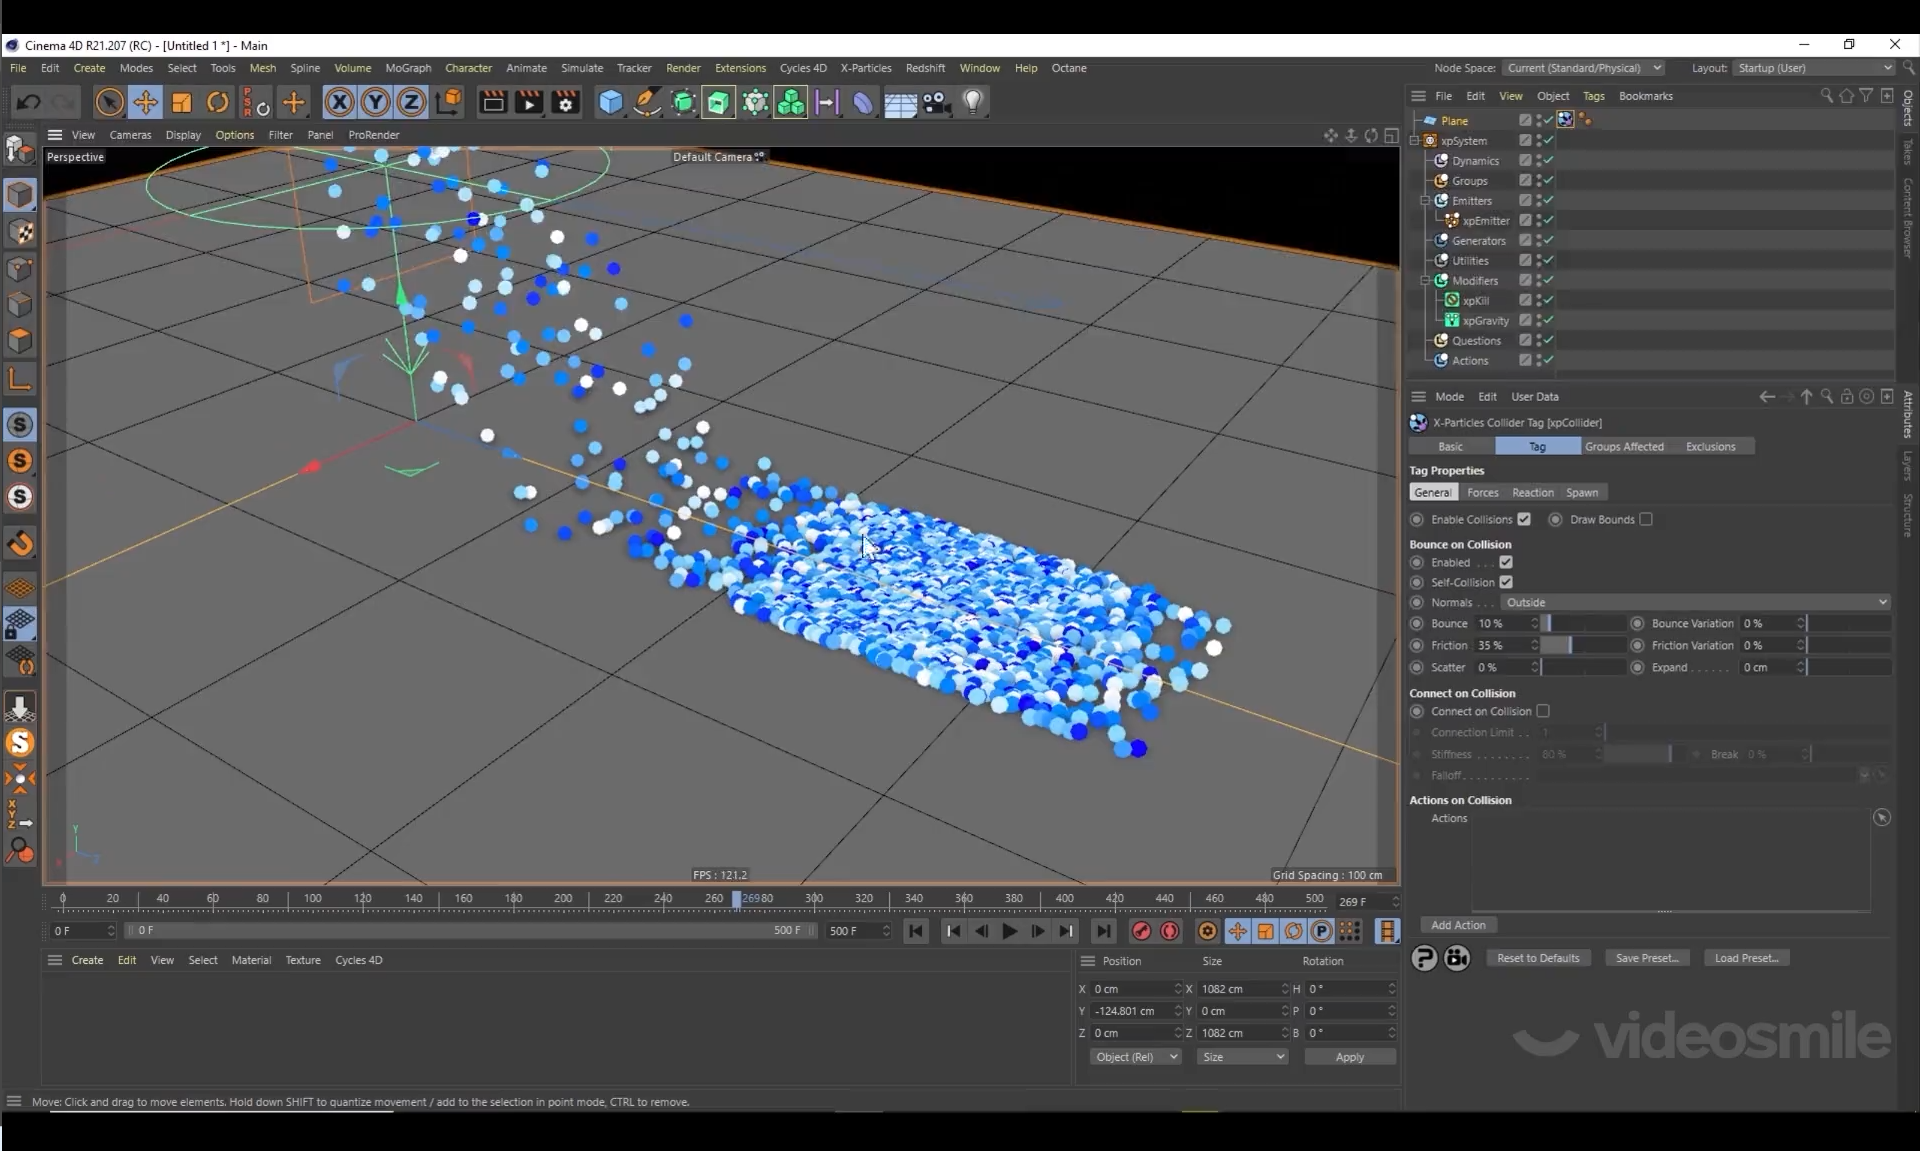 Cinema 4D R21.207 (RC) - [Untitled 1 *] - Main
File Edit Create Modes Select Tools Mesh Spline Volume MoGraph Character Animate Simulate Tracker Render Extensions Cycles 4D X-Particles Redshift Window Help Octane
Node Space: Current (Standard/Physical) Layout: Startup (User)
PSR X Y Z
File Edit View Object Tags Bookmarks
View Cameras Display Options Filter Panel ProRender
Perspective
Default Camera
Plane
xpSystem
Dynamics
Groups
Emitters
xpEmitter
Generators
Utilities
Modifiers
xpKill
xpGravity
Questions
Actions
Objects
Takes
Content Browser
Attributes
Layers
Structure
Mode Edit User Data
X-Particles Collider Tag [xpCollider]
Basic Tag Groups Affected Exclusions
Tag Properties
General Forces Reaction Spawn
Enable Collisions Draw Bounds
Bounce on Collision
Enabled . . .
Self-Collision
Normals . . . Outside
Bounce 10 % Bounce Variation 0 %
Friction 35 % Friction Variation 0 %
Scatter 0 % Expand . . . . . . 0 cm
Connect on Collision
Connect on Collision
Connection Limit . . 1
Stiffness . . . . . . . . 80 % Break 0 %
Falloff. . . . . . . . . .
Actions on Collision
Actions
Add Action
Reset to Defaults Save Preset... Load Preset...
Y
Z
FPS : 121.2
Grid Spacing : 100 cm
0 20 40 60 80 100 120 140 160 180 200 220 240 260 26980 300 320 340 360 380 400 420 440 460 480 500 269 F
0 F 0 F 500 F 500 F
Create Edit View Select Material Texture Cycles 4D
Position Size Rotation
X 0 cm X 1082 cm H 0 °
Y -124.801 cm Y 0 cm P 0 °
Z 0 cm Z 1082 cm B 0 °
Object (Rel) Size Apply
videosmile
Move: Click and drag to move elements. Hold down SHIFT to quantize movement / add to the selection in point mode, CTRL to remove.